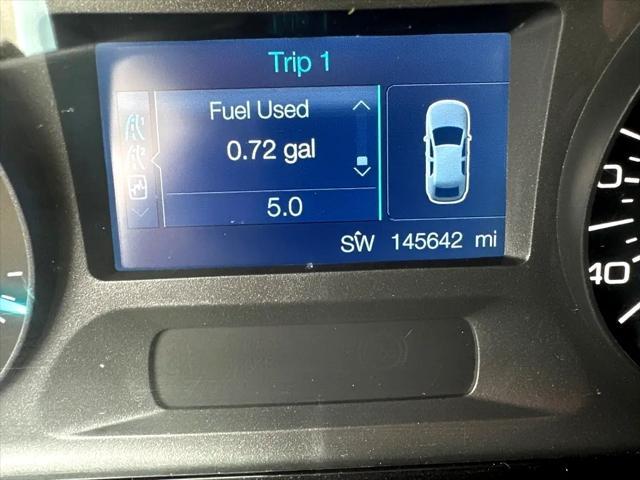 Trip 1
Fuel Used
0.72 gal
5.0
SW 145642 mi
40